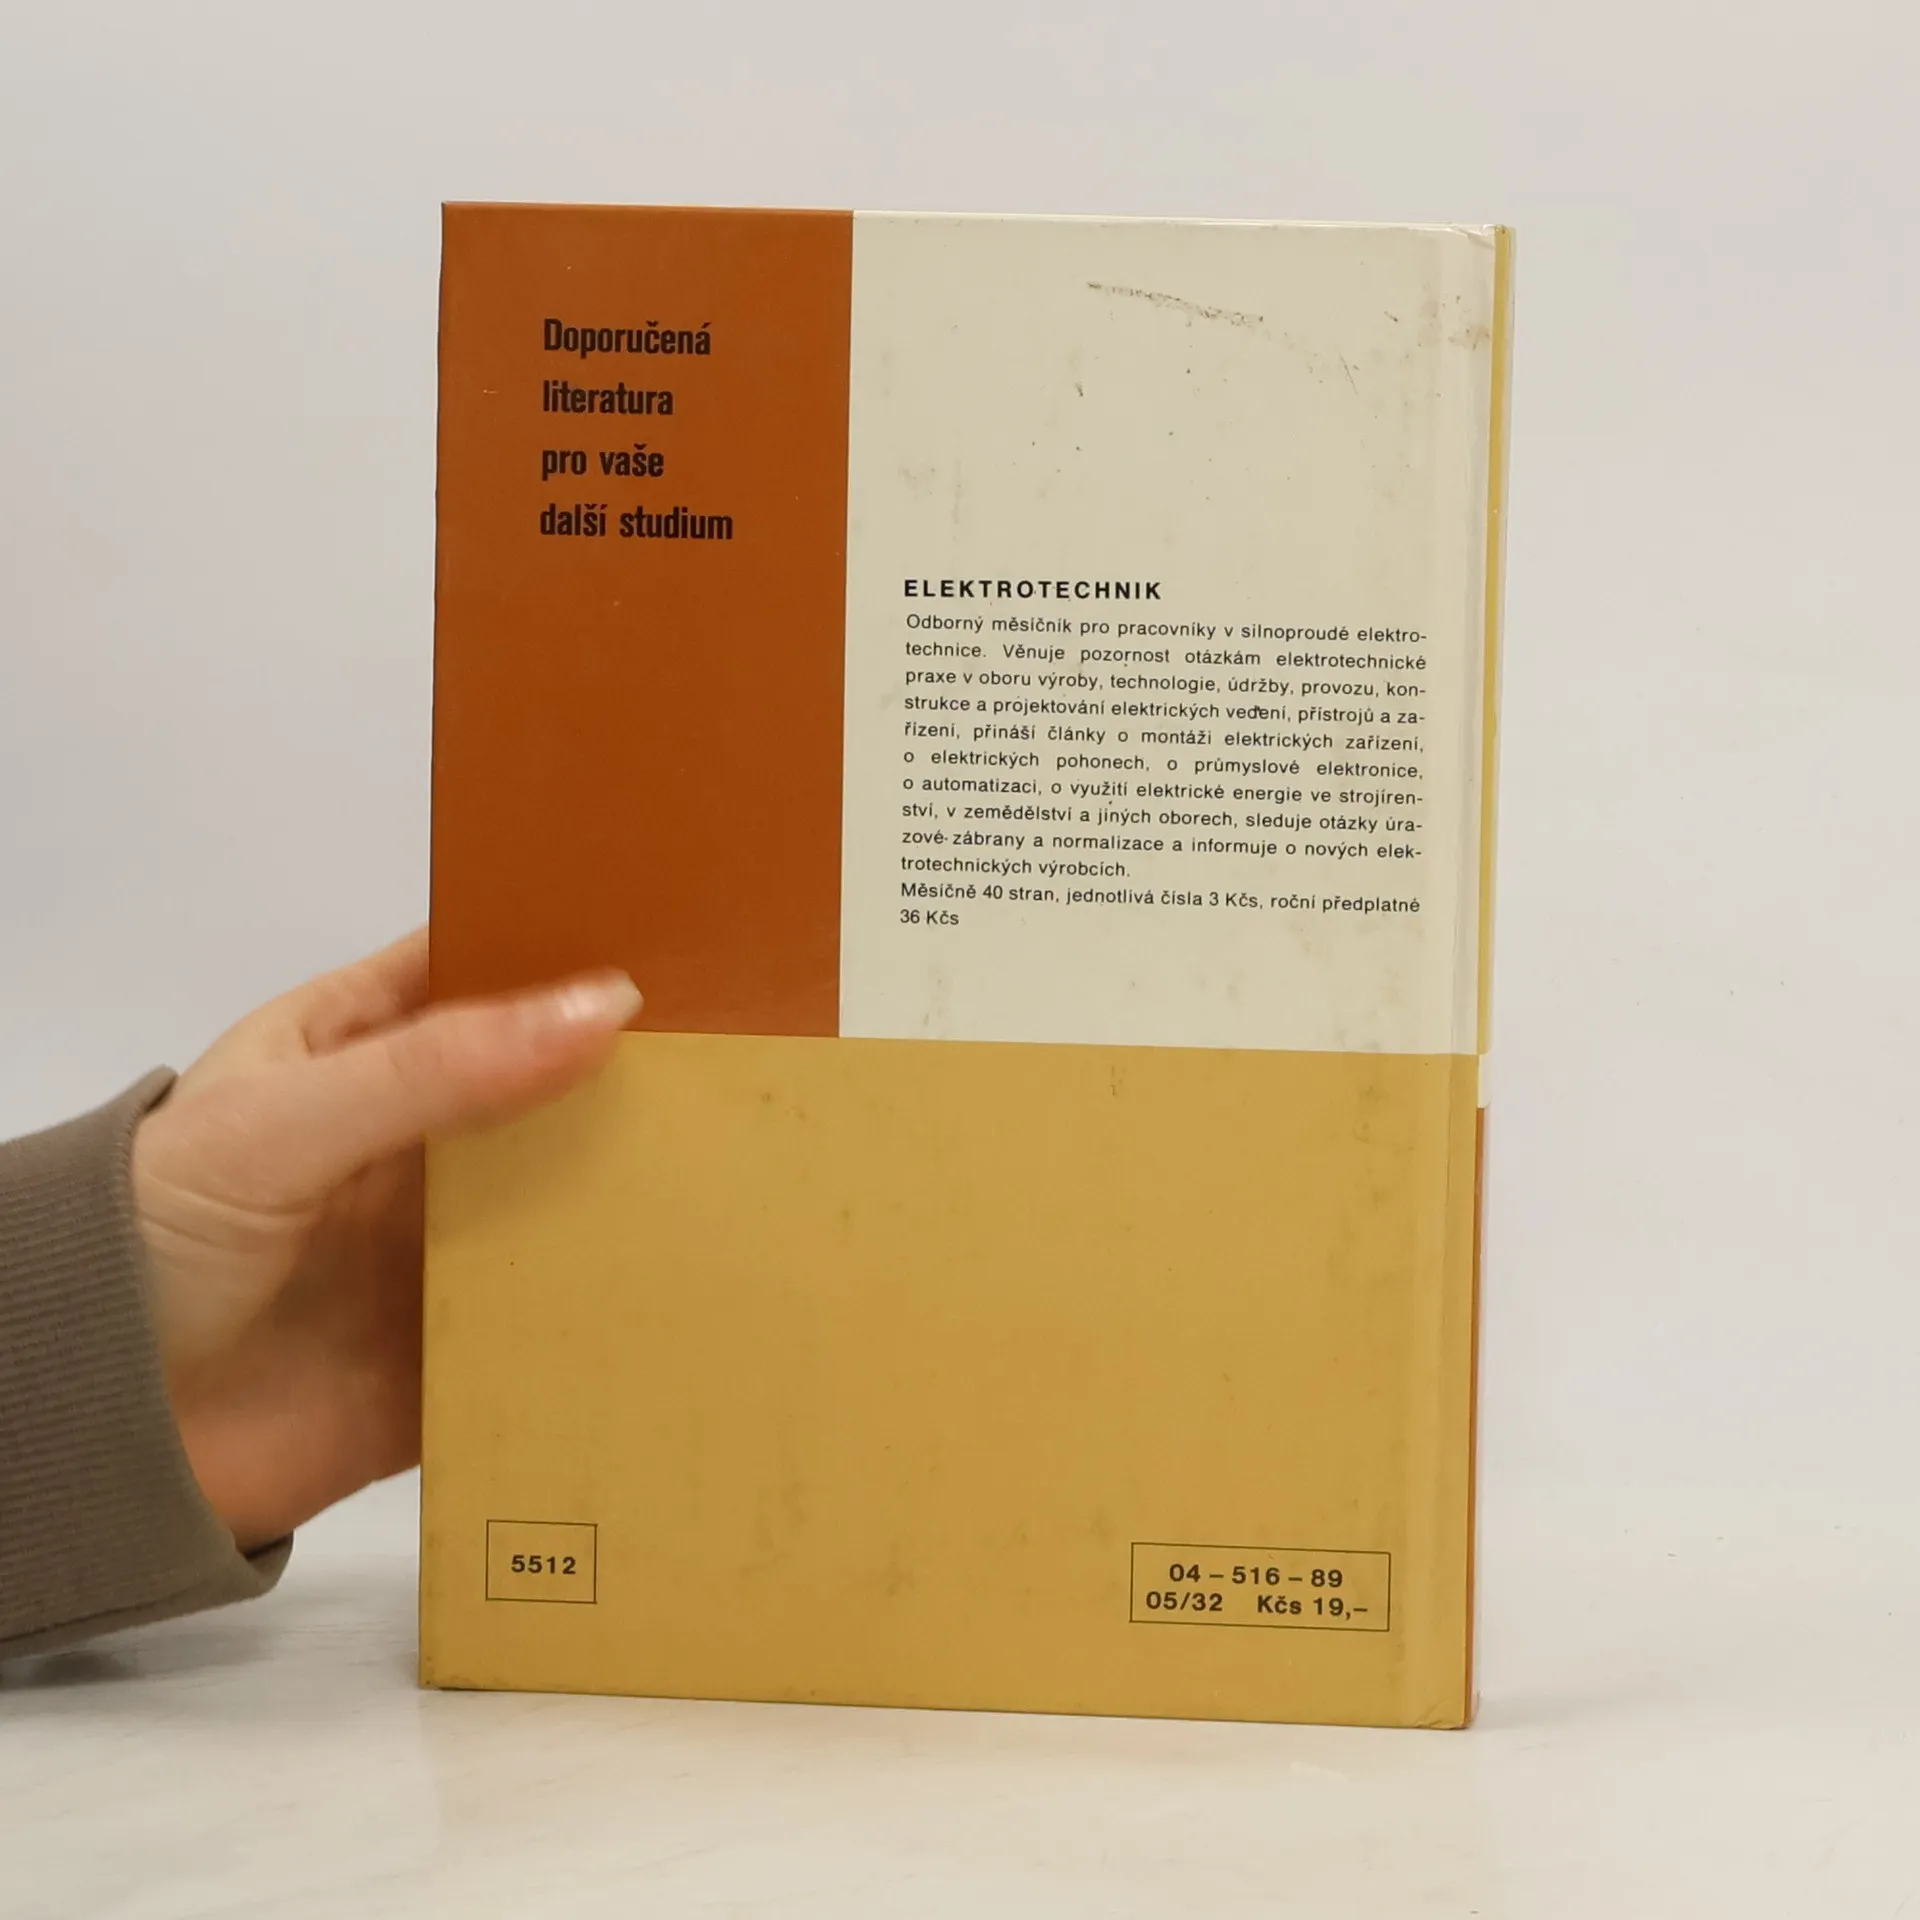 Doporučená
literatura
pro vaše
další studium
ELEKTROTECHNIK
Odborný měsíčník pro pracovníky v silnoproudé elektro-
technice. Věnuje pozornost otázkám elektrotechnické
praxe v oboru výroby, technologie, údržby, provozu, kon-
strukce a projektování elektrických vedení, přístrojů a za-
řízení, přináší články o montáži elektrických zařízení,
o elektrických pohonech, o průmyslové elektronice,
o automatizaci, o využití elektrické energie ve strojíren-
ství, v zemědělství a jiných oborech, sleduje otázky úra-
zové zábrany a normalizace a informuje o nových elek-
trotechnických výrobcích.
Měsíčně 40 stran, jednotlivá čísla 3 Kčs, roční předplatné
36 Kčs
5512
04 – 516 – 89
05/32 Kčs 19,–